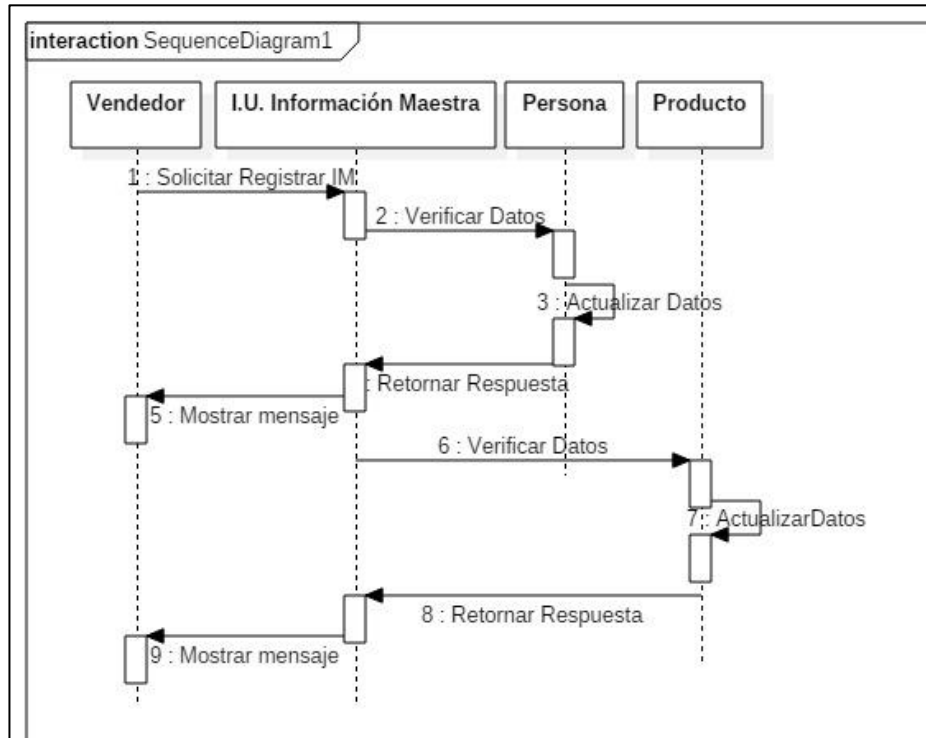 interaction SequenceDiagram1
Vendedor
I.U. Información Maestra
Persona
Producto
1 : Solicitar Registrar IM
2 : Verificar Datos
3 : Actualizar Datos
: Retornar Respuesta
5 : Mostrar mensaje
6 : Verificar Datos
7 : ActualizarDatos
8 : Retornar Respuesta
9 : Mostrar mensaje